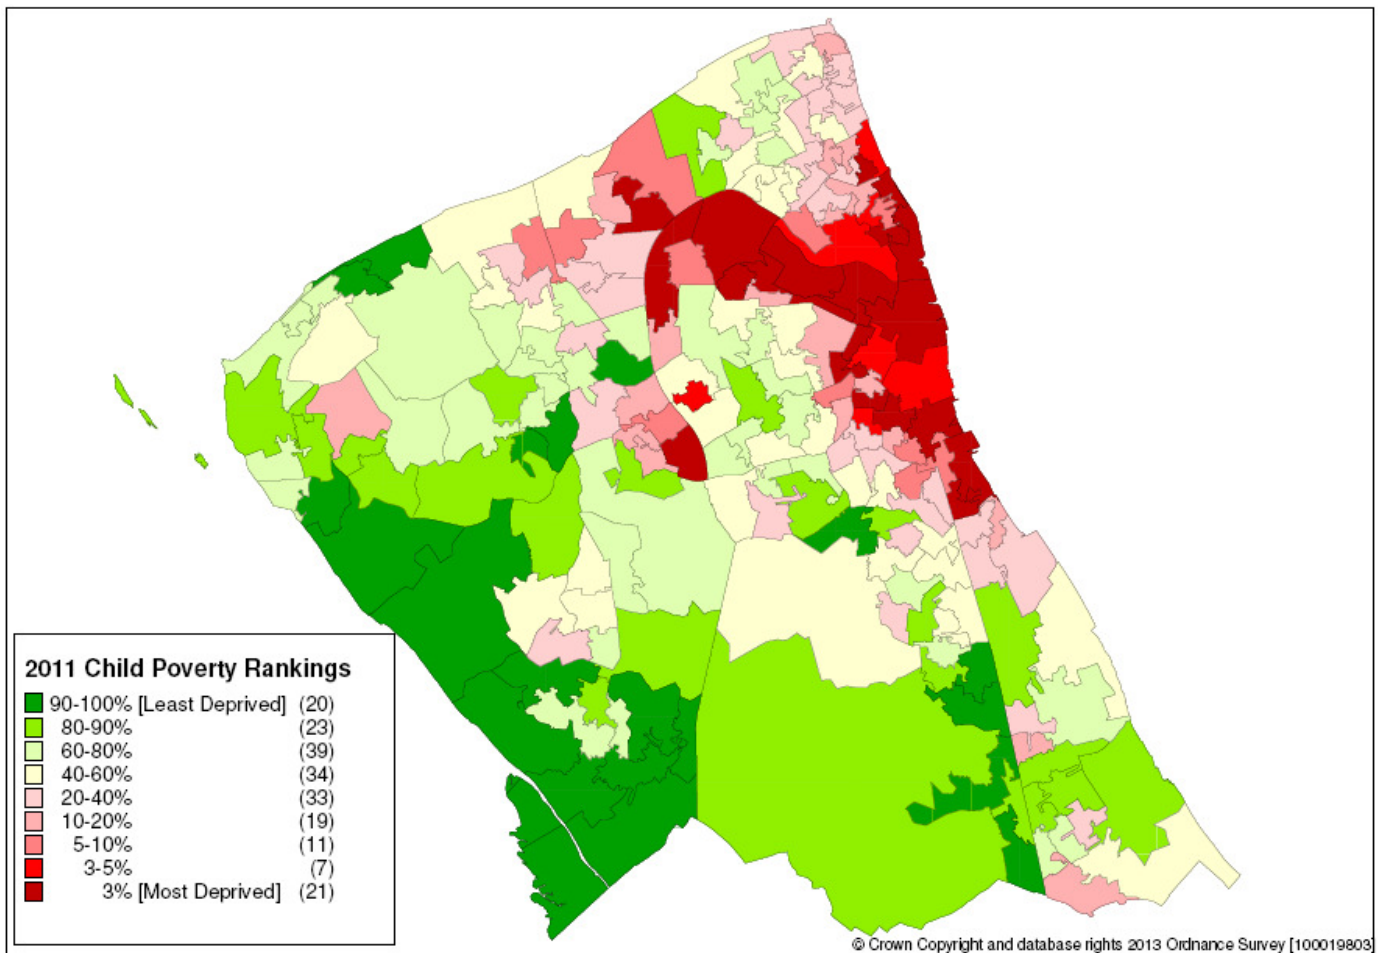 2011 Child Poverty Rankings
90-100% [Least Deprived] (20)
80-90% (23)
60-80% (39)
40-60% (34)
20-40% (33)
10-20% (19)
5-10% (11)
3-5% (7)
3% [Most Deprived] (21)
© Crown Copyright and database rights 2013 Ordnance Survey [100019803]